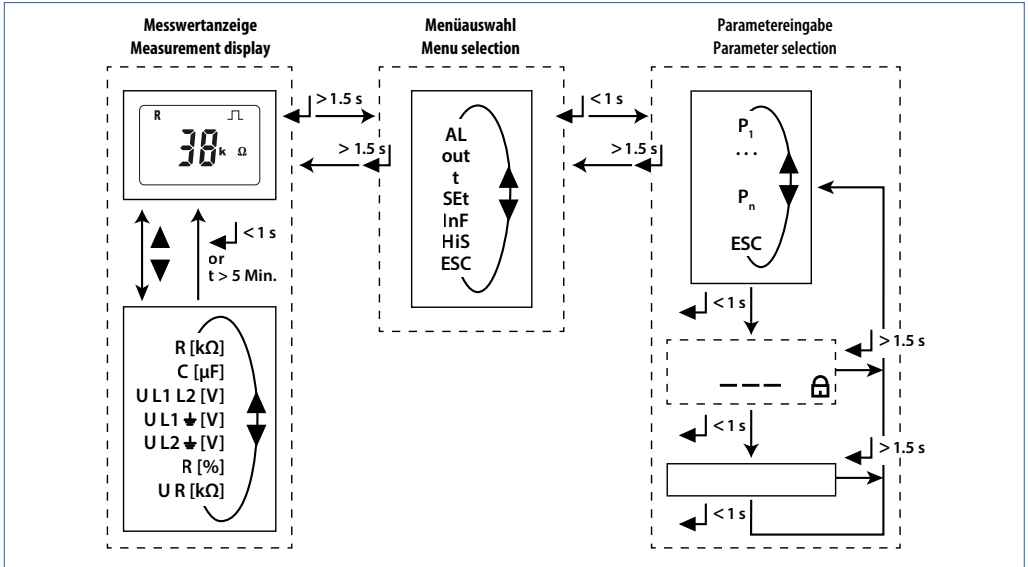 Messwertanzeige
Measurement display
R
38 k Ω
< 1 s
or
t > 5 Min.
R [kΩ]
C [µF]
U L1 L2 [V]
U L1 ⏚ [V]
U L2 ⏚ [V]
R [%]
U R [kΩ]
> 1.5 s
> 1.5 s
Menüauswahl
Menu selection
AL
out
t
SEt
InF
HiS
ESC
< 1 s
> 1.5 s
Parametereingabe
Parameter selection
P1
...
Pn
ESC
< 1 s
> 1.5 s
– – –
< 1 s
> 1.5 s
< 1 s